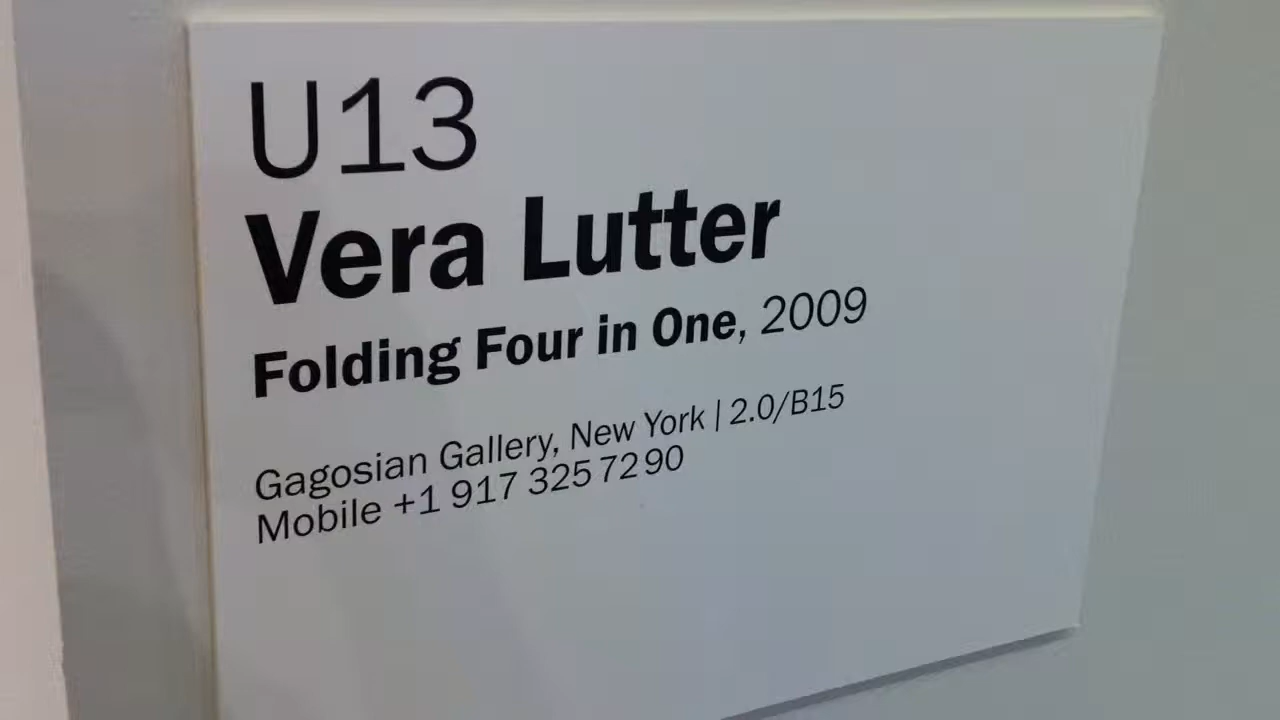 U13
Vera Lutter
Folding Four in One, 2009
Gagosian Gallery, New York | 2.0/B15
Mobile +1 917 325 72 90